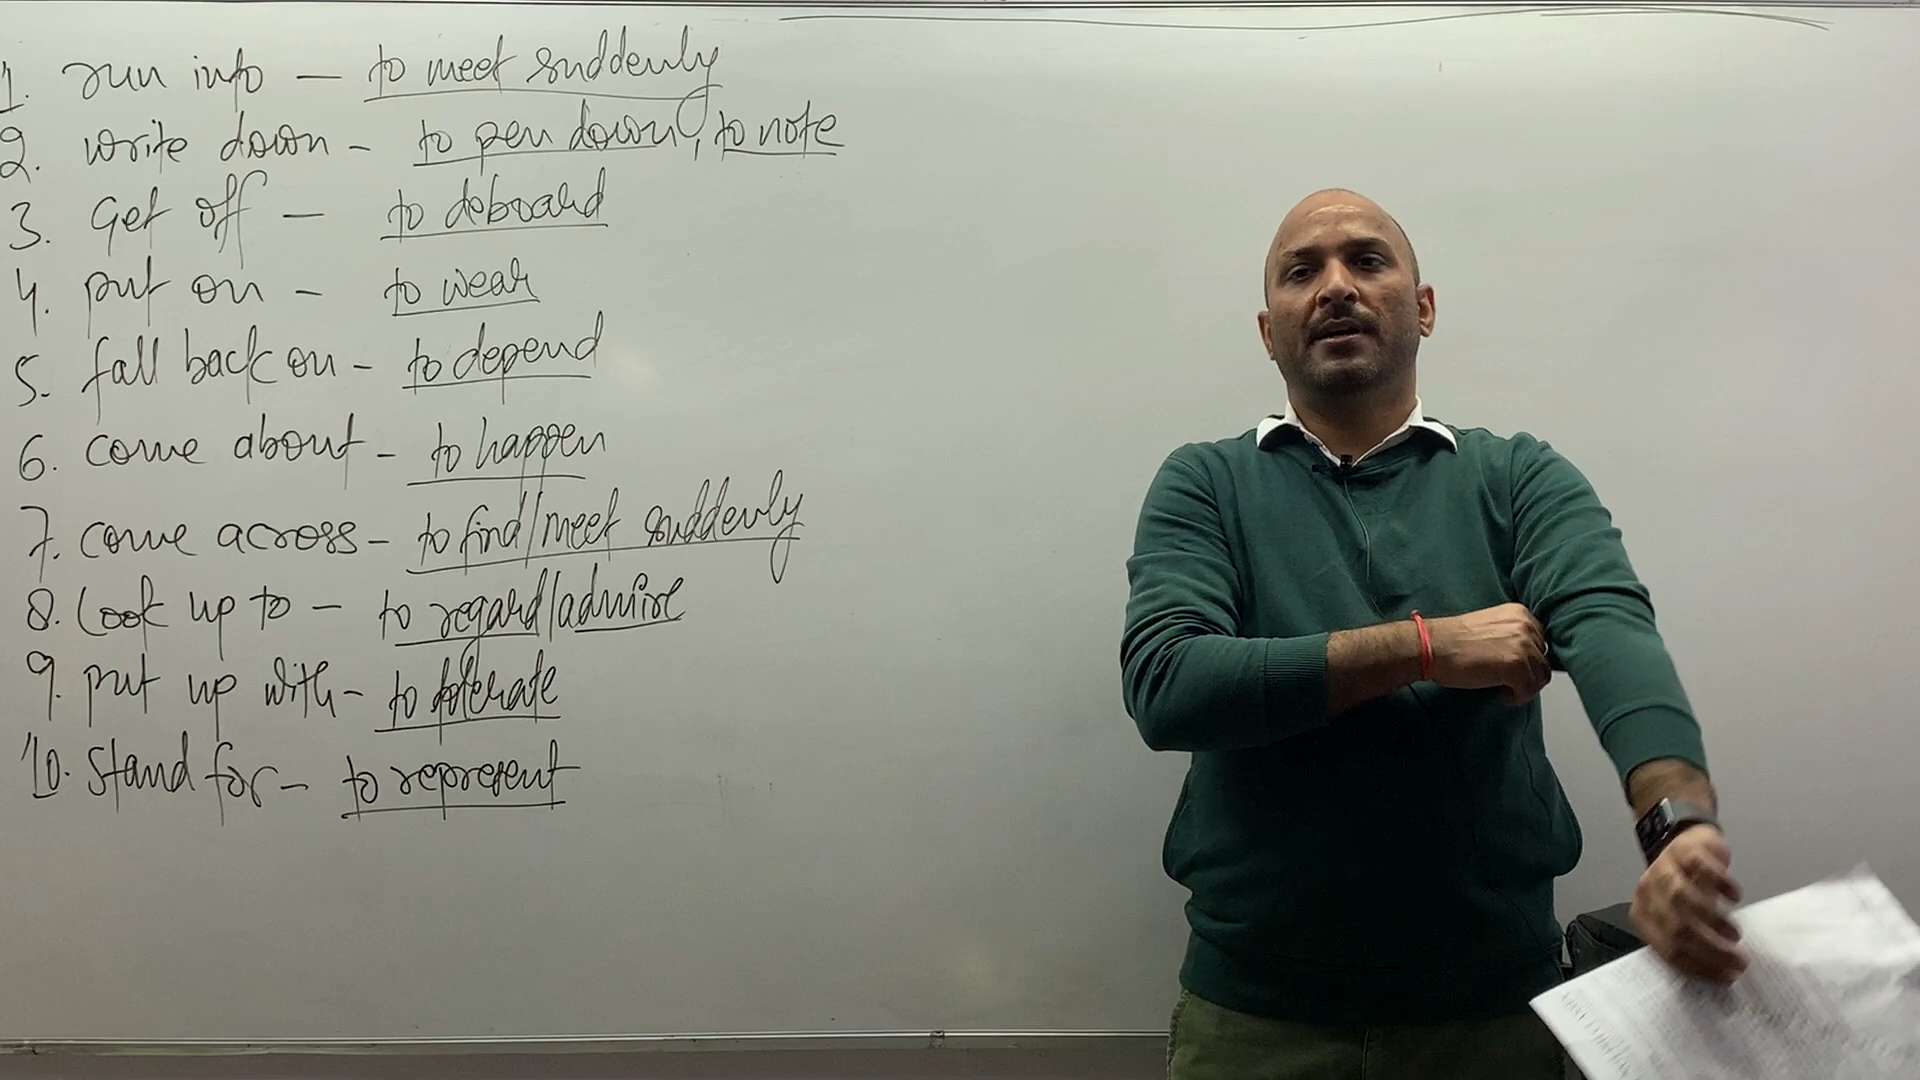 1. run into — to meet suddenly
2. write down - to pen down, to note
3. Get off — to deboard
4. put on - to wear
5. fall back on - to depend
6. come about - to happen
7. come across - to find/meet suddenly
8. Look up to - to regard/admire
9. put up with - to tolerate
10. Stand for - to represent